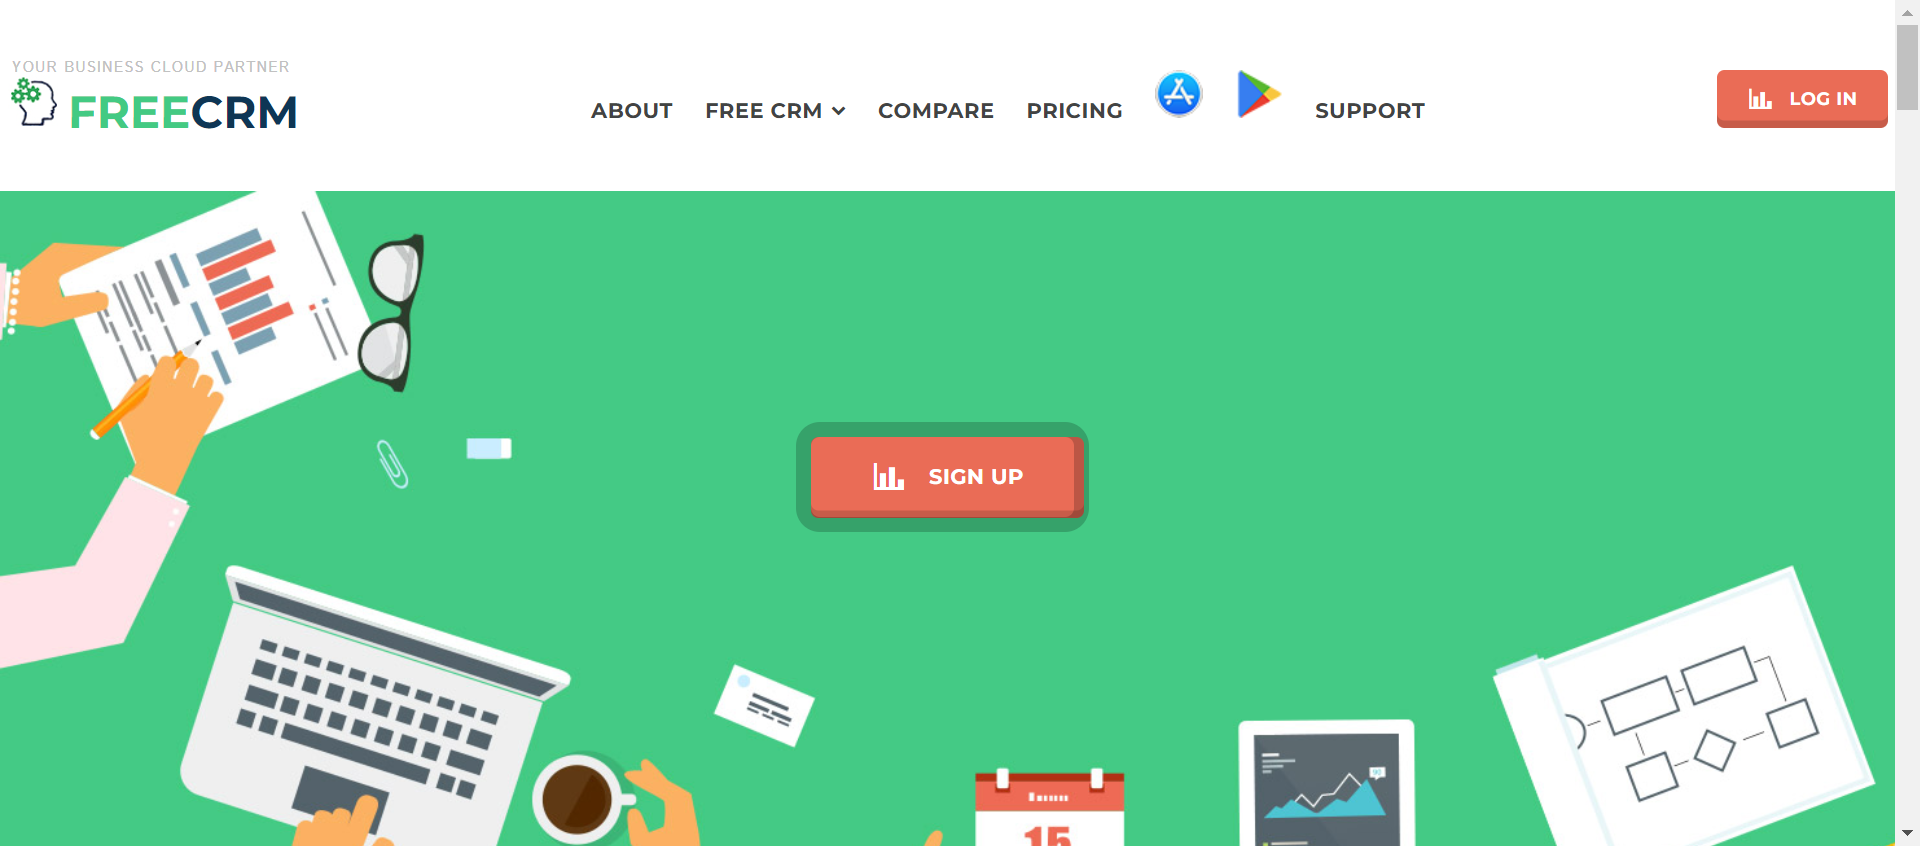 YOUR BUSINESS CLOUD PARTNER
FREECRM
ABOUT FREE CRM COMPARE PRICING SUPPORT
LOG IN
SIGN UP
15